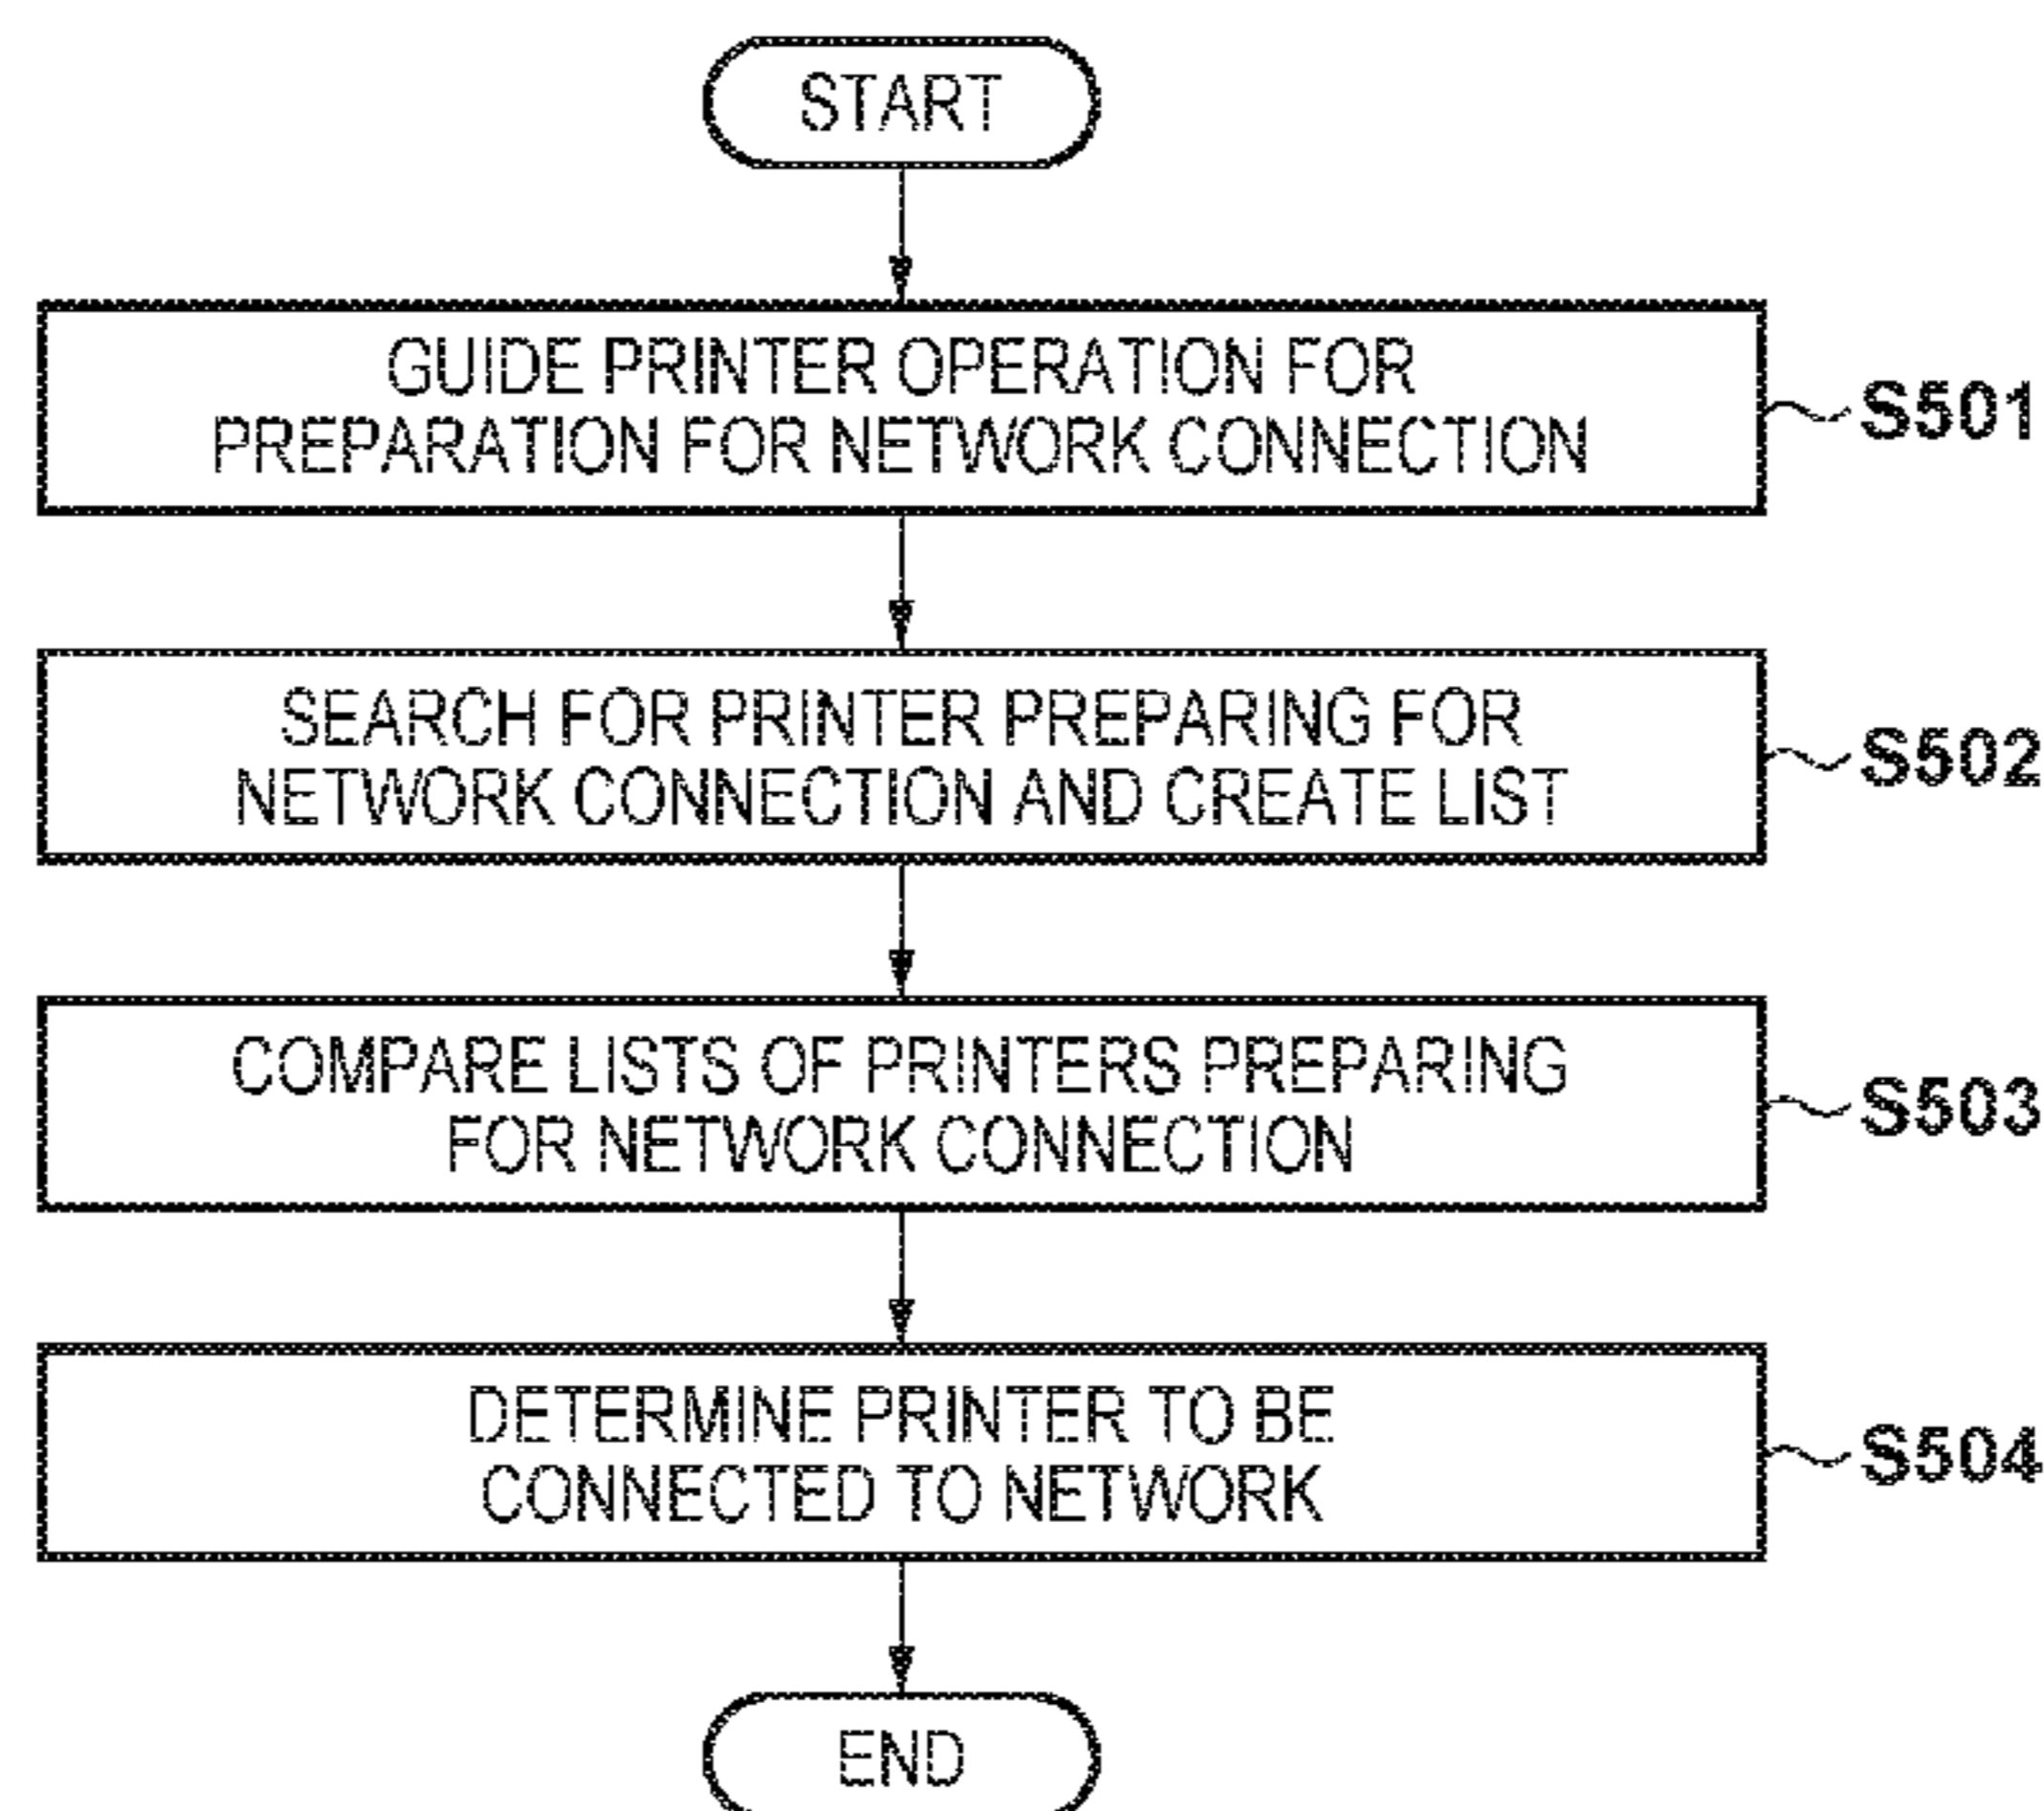 START
GUIDE PRINTER OPERATION FOR
PREPARATION FOR NETWORK CONNECTION
S501
SEARCH FOR PRINTER PREPARING FOR
NETWORK CONNECTION AND CREATE LIST
S502
COMPARE LISTS OF PRINTERS PREPARING
FOR NETWORK CONNECTION
S503
DETERMINE PRINTER TO BE
CONNECTED TO NETWORK
S504
END